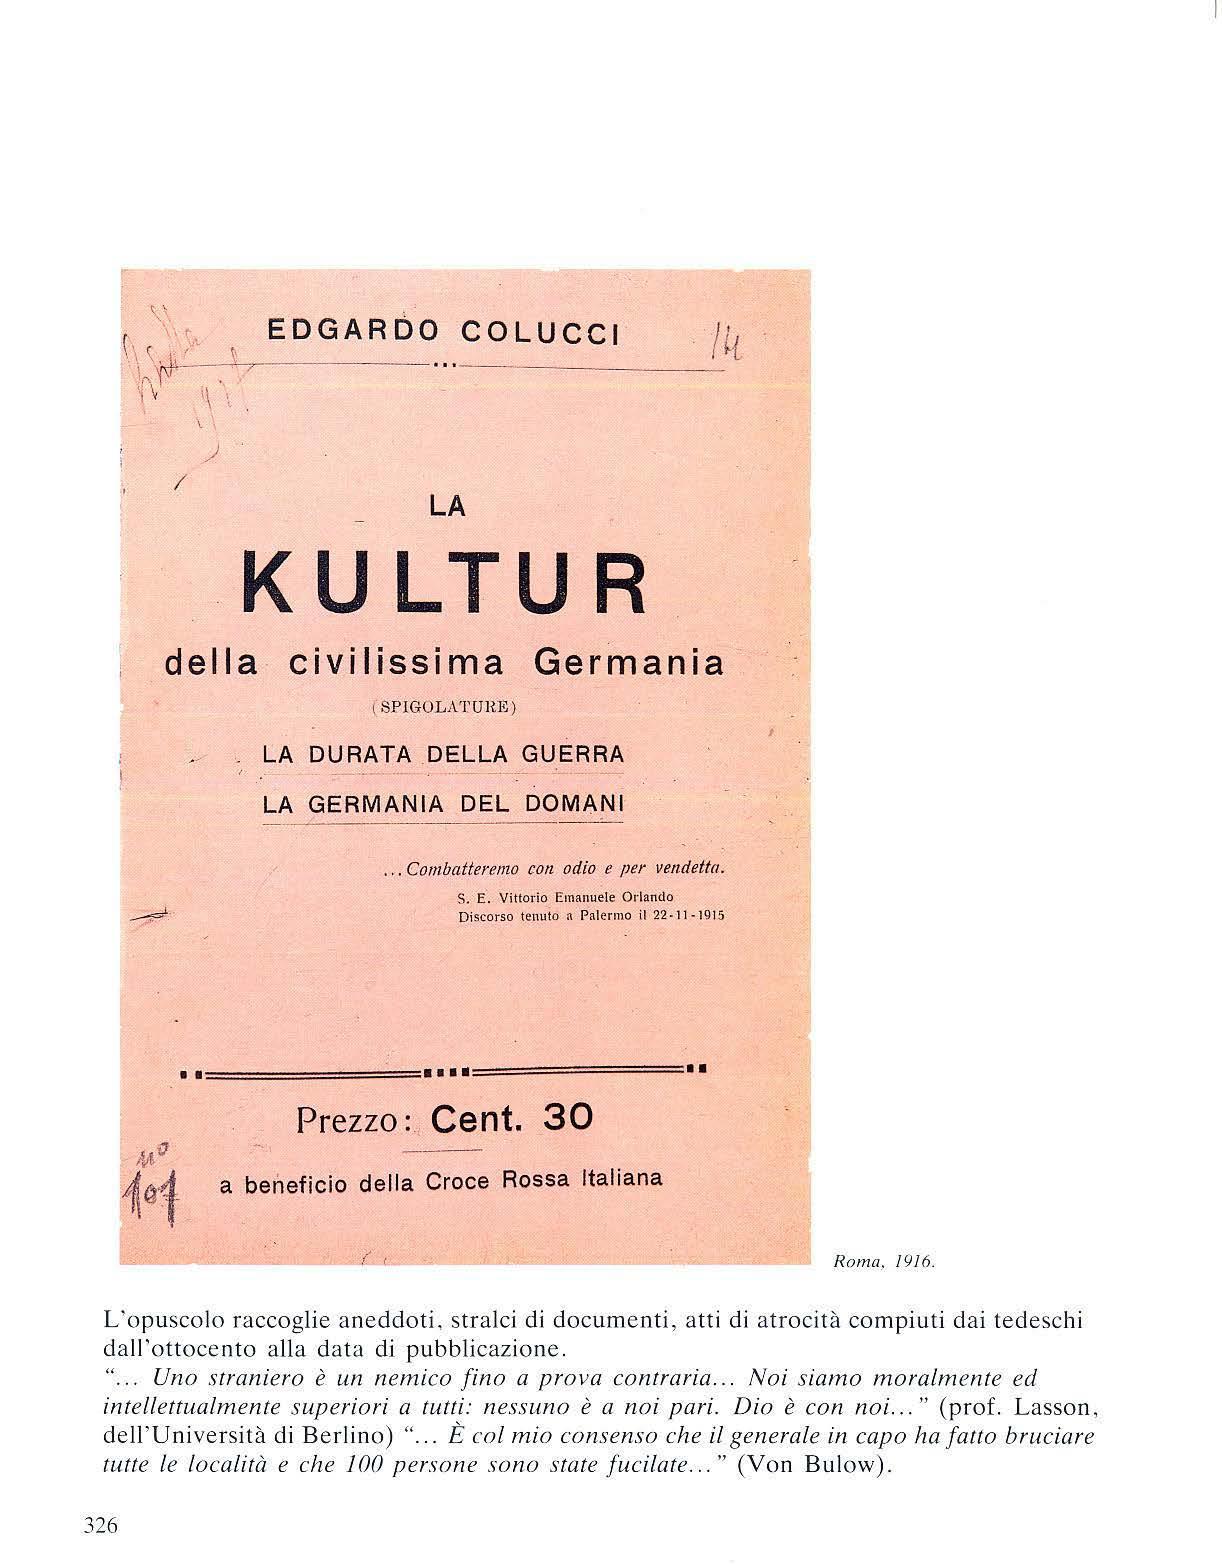 EDGARDO COLUCCI
14
1917
LA
KULTUR
della civilissima Germania
(SPIGOLATURE)
LA DURATA DELLA GUERRA
LA GERMANIA DEL DOMANI
...Combatteremo con odio e per vendetta.
S. E. Vittorio Emanuele Orlando
Discorso tenuto a Palermo il 22-11-1915
Prezzo: Cent. 30
n°
107
a beneficio della Croce Rossa Italiana
Roma, 1916.
L'opuscolo raccoglie aneddoti, stralci di documenti, atti di atrocità compiuti dai tedeschi
dall'ottocento alla data di pubblicazione.
“... Uno straniero è un nemico fino a prova contraria... Noi siamo moralmente ed
intellettualmente superiori a tutti: nessuno è a noi pari. Dio è con noi...” (prof. Lasson,
dell'Università di Berlino) “... È col mio consenso che il generale in capo ha fatto bruciare
tutte le località e che 100 persone sono state fucilate...” (Von Bulow).
326